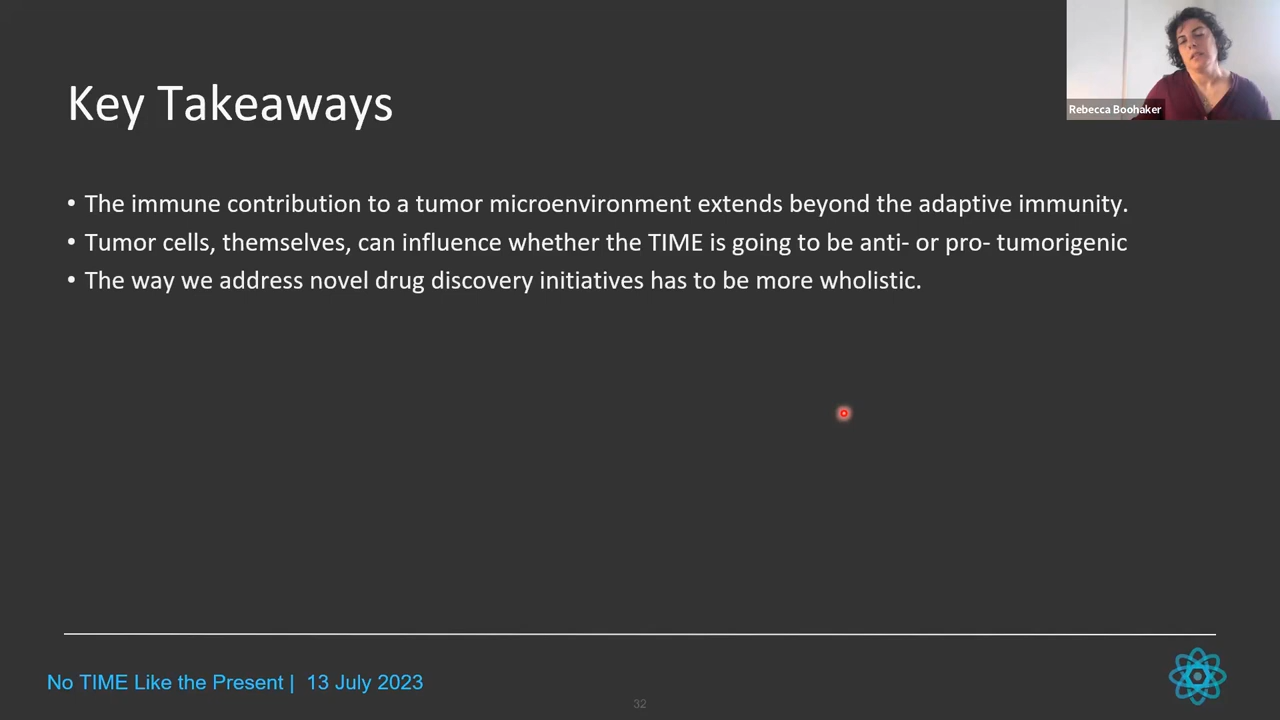 Rebecca Boohaker
Key Takeaways
• The immune contribution to a tumor microenvironment extends beyond the adaptive immunity.
• Tumor cells, themselves, can influence whether the TIME is going to be anti- or pro- tumorigenic
• The way we address novel drug discovery initiatives has to be more wholistic.
No TIME Like the Present | 13 July 2023
32